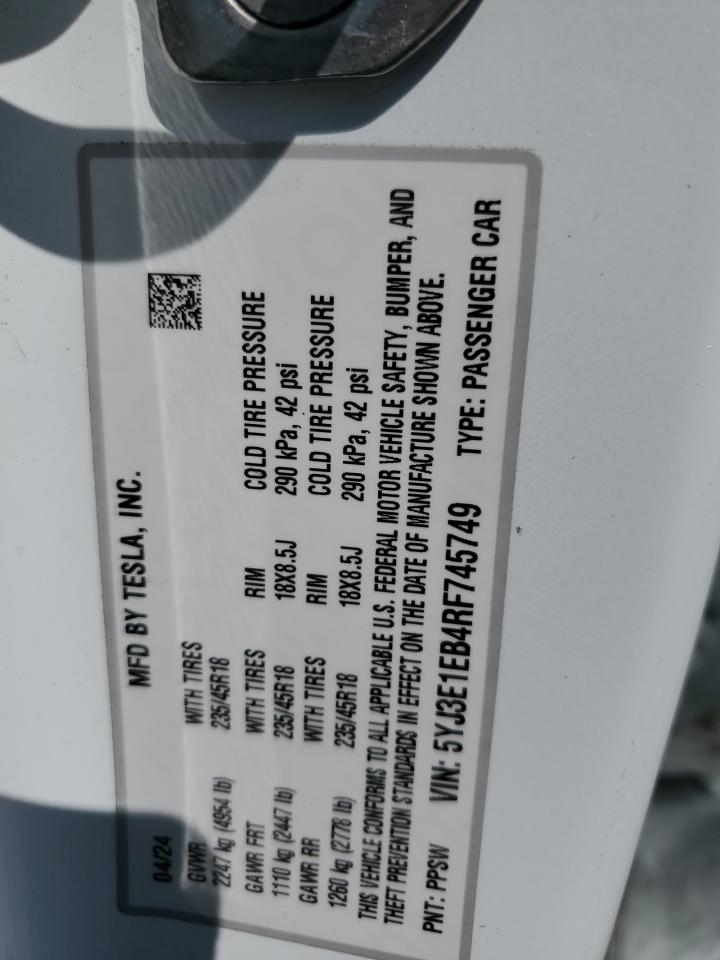 MFD BY TESLA, INC.
04/24
GVWR WITH TIRES
2247 kg (4954 lb) 235/45R18
GAWR FRT WITH TIRES RIM COLD TIRE PRESSURE
1110 kg (2447 lb) 235/45R18 18X8.5J 290 kPa, 42 psi
GAWR RR WITH TIRES RIM COLD TIRE PRESSURE
1260 kg (2778 lb) 235/45R18 18X8.5J 290 kPa, 42 psi
THIS VEHICLE CONFORMS TO ALL APPLICABLE U.S. FEDERAL MOTOR VEHICLE SAFETY, BUMPER, AND
THEFT PREVENTION STANDARDS IN EFFECT ON THE DATE OF MANUFACTURE SHOWN ABOVE.
PNT: PPSW VIN: 5YJ3E1EB4RF745749 TYPE: PASSENGER CAR